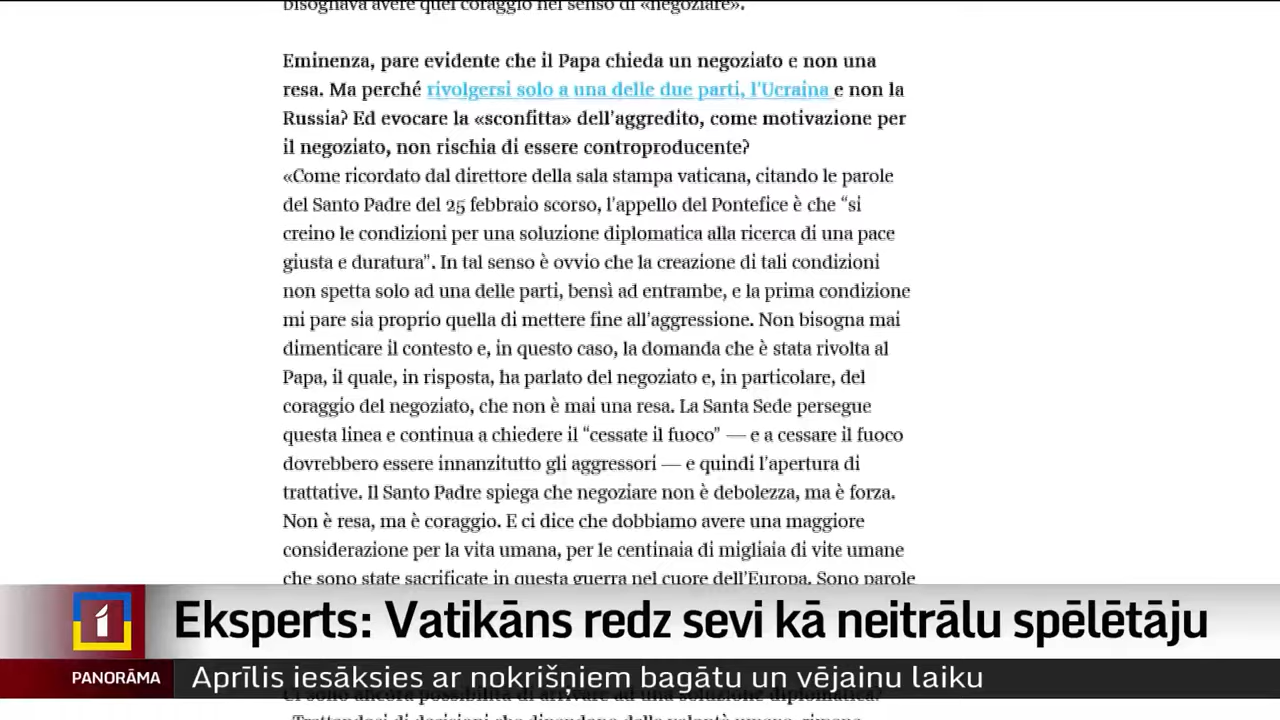 bisognava avere quel coraggio nel senso di «negoziare».
Eminenza, pare evidente che il Papa chieda un negoziato e non una
resa. Ma perché rivolgersi solo a una delle due parti, l'Ucraina e non la
Russia? Ed evocare la «sconfitta» dell'aggredito, come motivazione per
il negoziato, non rischia di essere controproducente?
«Come ricordato dal direttore della sala stampa vaticana, citando le parole
del Santo Padre del 25 febbraio scorso, l'appello del Pontefice è che “si
creino le condizioni per una soluzione diplomatica alla ricerca di una pace
giusta e duratura”. In tal senso è ovvio che la creazione di tali condizioni
non spetta solo ad una delle parti, bensì ad entrambe, e la prima condizione
mi pare sia proprio quella di mettere fine all'aggressione. Non bisogna mai
dimenticare il contesto e, in questo caso, la domanda che è stata rivolta al
Papa, il quale, in risposta, ha parlato del negoziato e, in particolare, del
coraggio del negoziato, che non è mai una resa. La Santa Sede persegue
questa linea e continua a chiedere il “cessate il fuoco” — e a cessare il fuoco
dovrebbero essere innanzitutto gli aggressori — e quindi l'apertura di
trattative. Il Santo Padre spiega che negoziare non è debolezza, ma è forza.
Non è resa, ma è coraggio. E ci dice che dobbiamo avere una maggiore
considerazione per la vita umana, per le centinaia di migliaia di vite umane
che sono state sacrificate in questa guerra nel cuore dell'Europa. Sono parole
1
Eksperts: Vatikāns redz sevi kā neitrālu spēlētāju
PANORĀMA
Aprīlis iesāksies ar nokrišņiem bagātu un vējainu laiku
Ci sono ancora possibilità di arrivare ad una soluzione diplomatica?